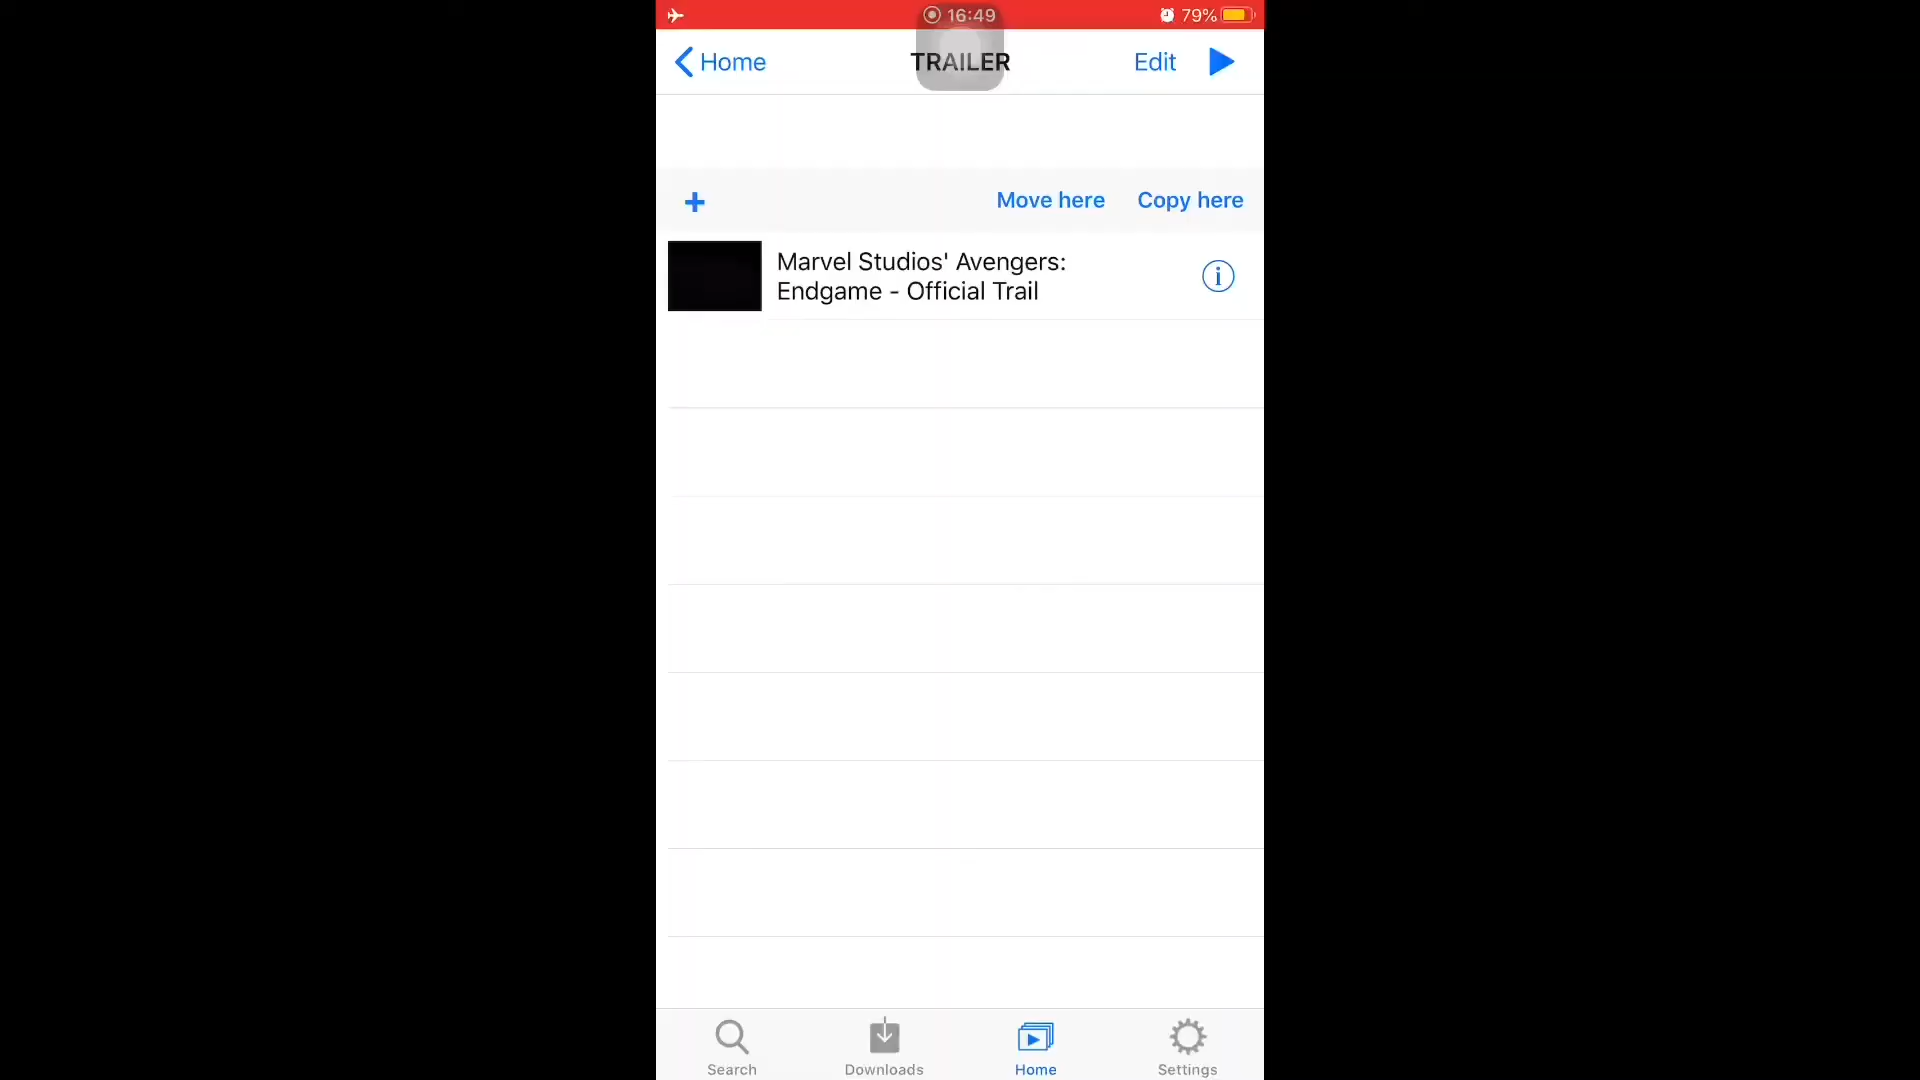 16:49
79%
Home
TRAILER
Edit
+
Move here
Copy here
Marvel Studios' Avengers:
Endgame - Official Trail
Search
Downloads
Home
Settings